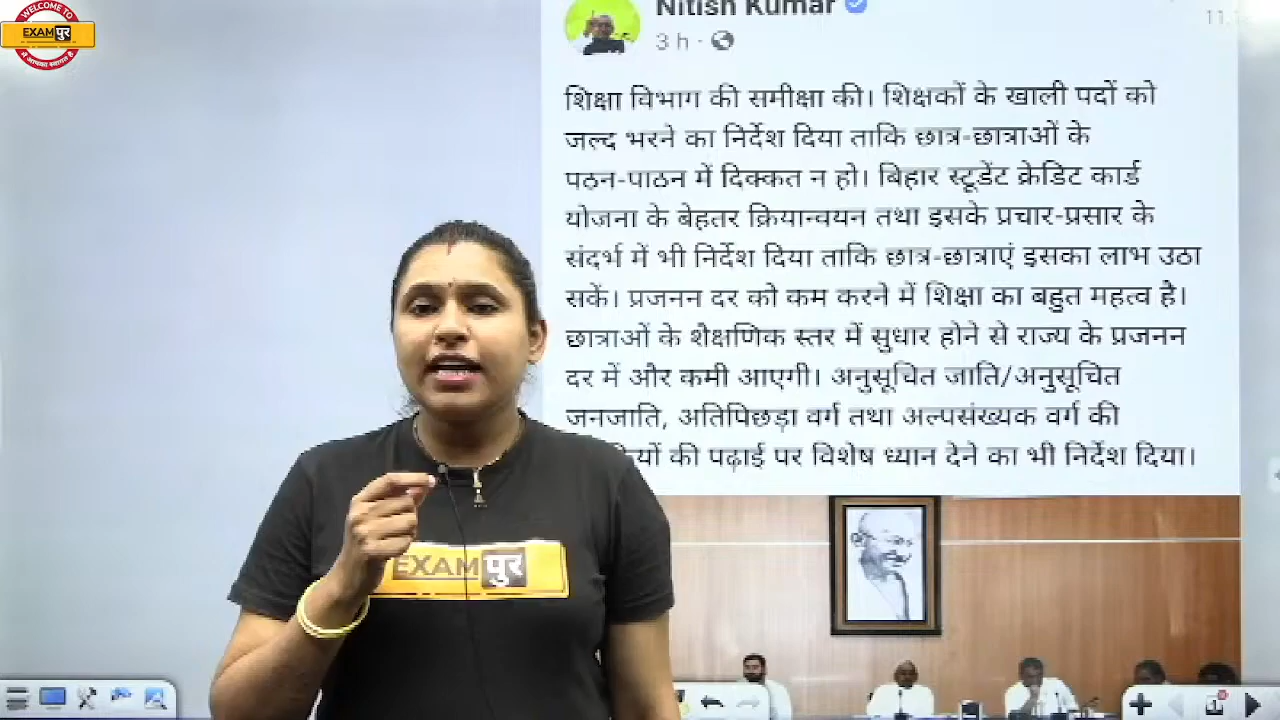 WELCOME TO
EXAMपुर
में आपका स्वागत है
Nitish Kumar
3 h ·
शिक्षा विभाग की समीक्षा की। शिक्षकों के खाली पदों को
जल्द भरने का निर्देश दिया ताकि छात्र-छात्राओं के
पठन-पाठन में दिक्कत न हो। बिहार स्टूडेंट क्रेडिट कार्ड
योजना के बेहतर क्रियान्वयन तथा इसके प्रचार-प्रसार के
संदर्भ में भी निर्देश दिया ताकि छात्र-छात्राएं इसका लाभ उठा
सकें। प्रजनन दर को कम करने में शिक्षा का बहुत महत्व है।
छात्राओं के शैक्षणिक स्तर में सुधार होने से राज्य के प्रजनन
दर में और कमी आएगी। अनुसूचित जाति/अनुसूचित
जनजाति, अतिपिछड़ा वर्ग तथा अल्पसंख्यक वर्ग की
की पढ़ाई पर विशेष ध्यान देने का भी निर्देश दिया।
EXAMपुर